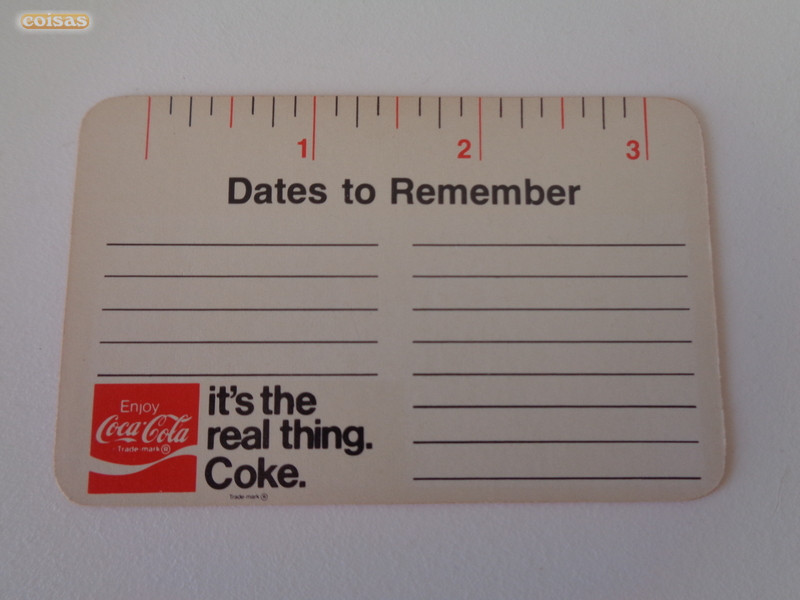 coisas
1 2 3
Dates to Remember
Enjoy
Coca-Cola
Trade-mark®
it's the
real thing.
Coke.
Trade-mark®